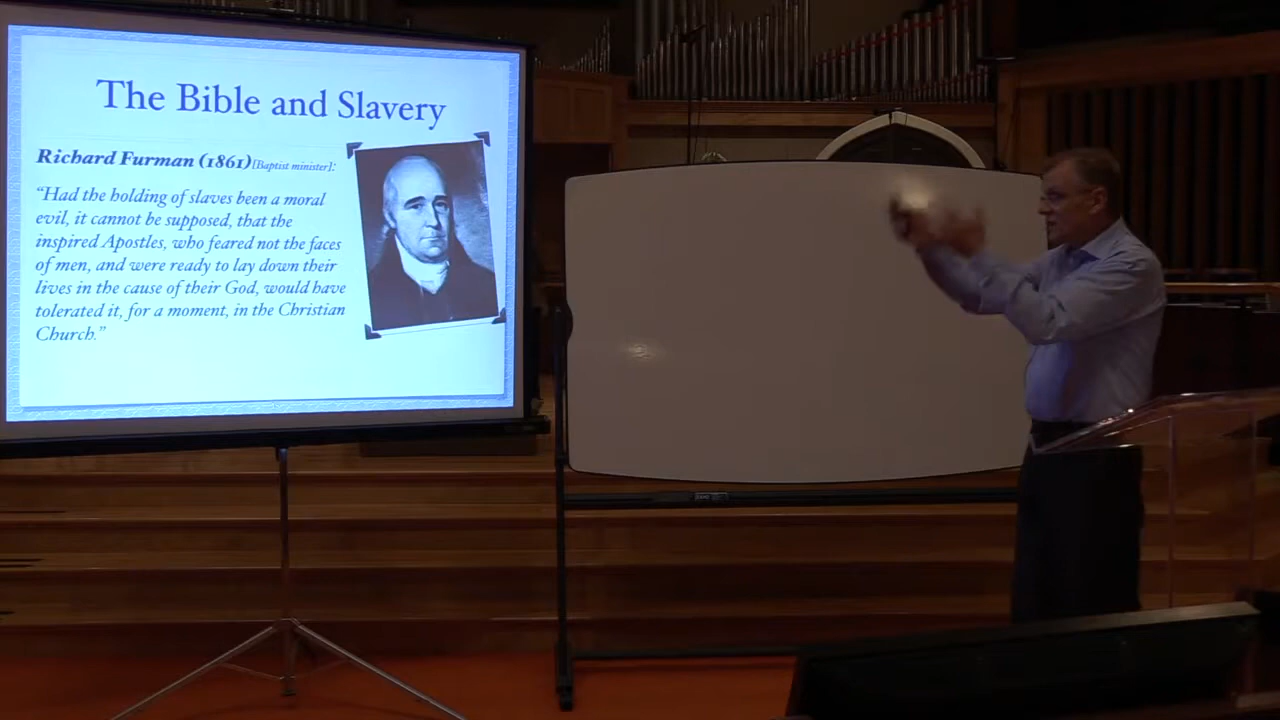 The Bible and Slavery
Richard Furman (1861)[Baptist minister]:
“Had the holding of slaves been a moral
evil, it cannot be supposed, that the
inspired Apostles, who feared not the faces
of men, and were ready to lay down their
lives in the cause of their God, would have
tolerated it, for a moment, in the Christian
Church.”